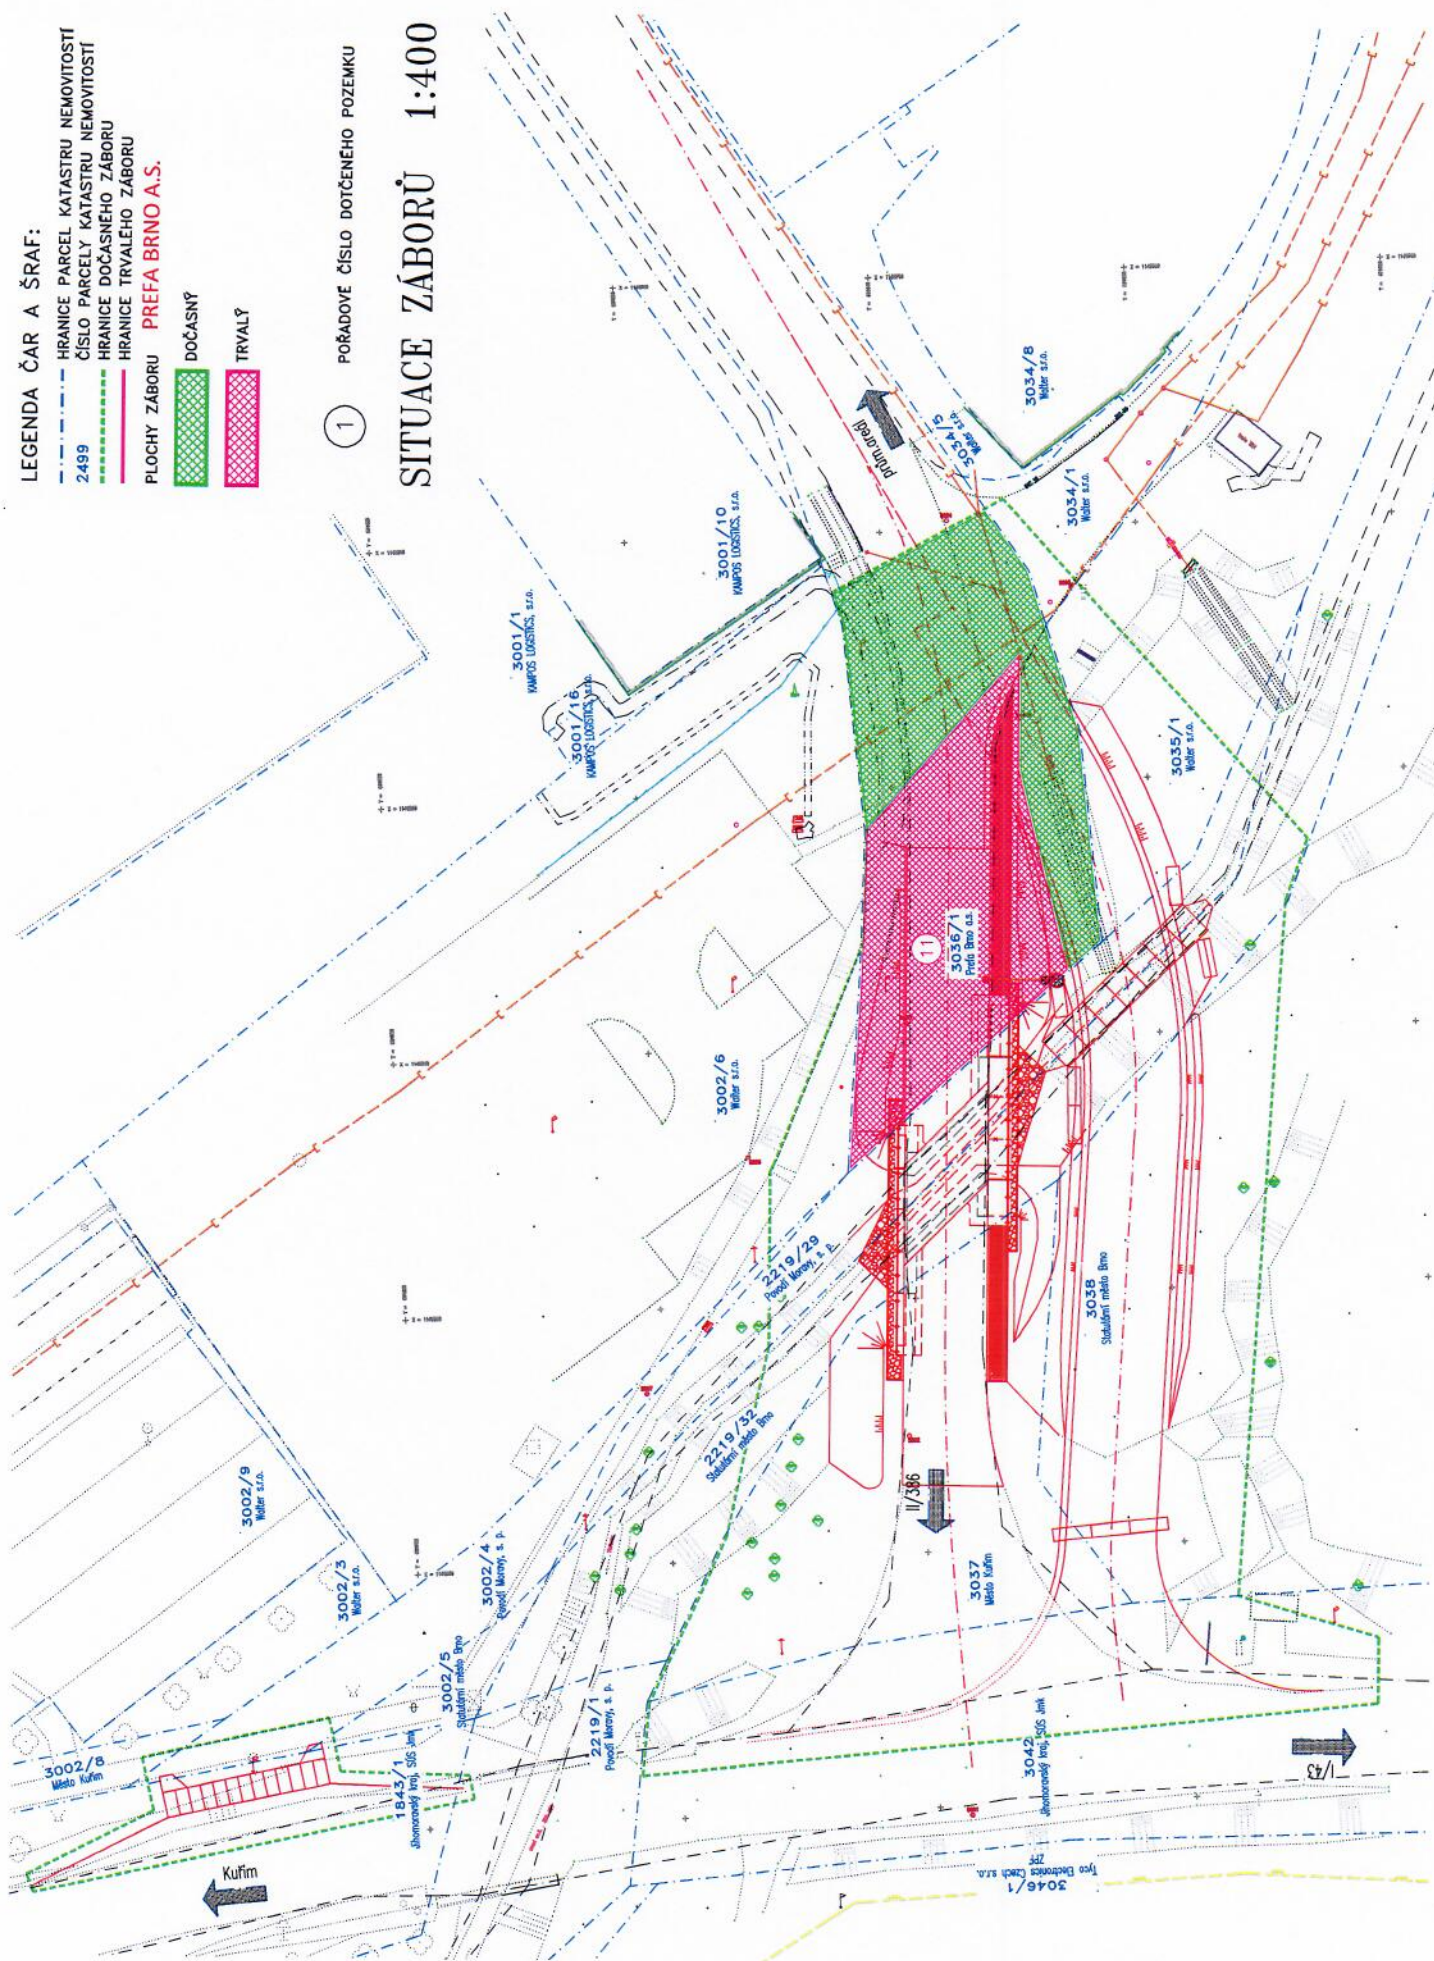 LEGENDA ČAR A ŠRAF:
HRANICE PARCEL KATASTRU NEMOVITOSTÍ
2499 ČÍSLO PARCELY KATASTRU NEMOVITOSTÍ
HRANICE DOČASNÉHO ZÁBORU
HRANICE TRVALÉHO ZÁBORU
PLOCHY ZÁBORU PREFA BRNO A.S.
DOČASNÝ
TRVALÝ
1 POŘADOVÉ ČÍSLO DOTČENÉHO POZEMKU
SITUACE ZÁBORŮ 1:400
3001/1
KAMPOS LOGISTICS, s.r.o.
3001/10
KAMPOS LOGISTICS, s.r.o.
3001/16
KAMPOS LOGISTICS, s.r.o.
prům.areál
3034/5
Walter s.r.o.
3034/8
Walter s.r.o.
3034/1
Walter s.r.o.
3035/1
Walter s.r.o.
11
3036/1
Prefa Brno a.s.
3002/6
Walter s.r.o.
2219/29
Povodí Moravy, s. p.
2219/32
Statutární město Brno
3038
Statutární město Brno
II/386
3037
Město Kuřim
3002/9
Walter s.r.o.
3002/3
Walter s.r.o.
3002/4
Povodí Moravy, s. p.
3002/5
Statutární město Brno
2219/1
Povodí Moravy, s. p.
3002/8
Město Kuřim
1843/1
Jihomoravský kraj, SÚS Jmk
Kuřim
3042
Jihomoravský kraj, SÚS Jmk
I/43
3046/1
Tyco Electronics Czech s.r.o.
ZPF